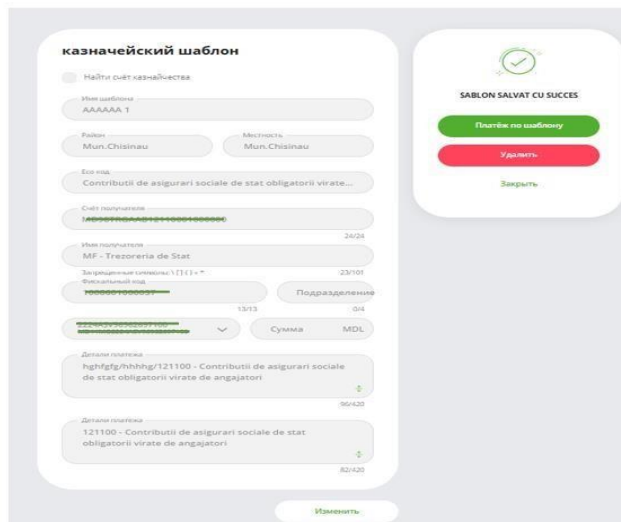 казначейский шаблон
Найти счёт казнайчества
Имя шаблона
AAAAAA 1
Район
Mun.Chisinau
Местность
Mun.Chisinau
Eco код
Contributii de asigurari sociale de stat obligatorii virate...
Счёт получателя
24/24
Имя получателя
MF - Trezoreria de Stat
Запрещенные символы: \ [ ] { } < ^
23/101
Фискальный код
Подразделение
13/13
0/4
Сумма
MDL
Детали платежа
hghfgfg/hhhhg/121100 - Contributii de asigurari sociale
de stat obligatorii virate de angajatori
96/420
Детали платежа
121100 - Contributii de asigurari sociale de stat
obligatorii virate de angajatori
82/420
Изменить
SABLON SALVAT CU SUCCES
Платёж по шаблону
Удалить
Закрыть